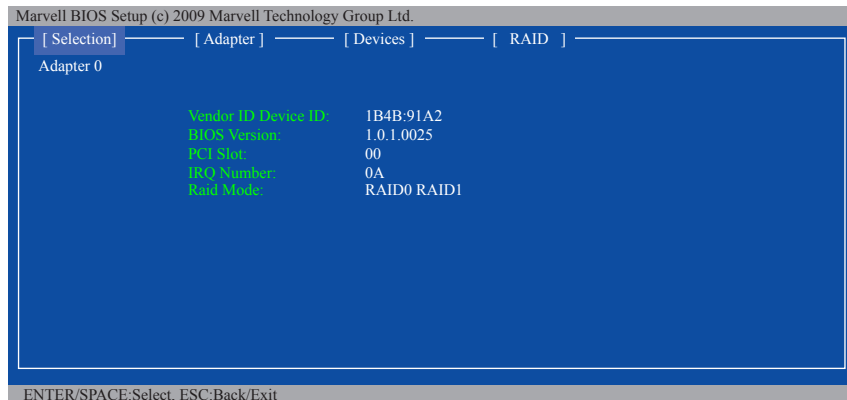 Marvell BIOS Setup (c) 2009 Marvell Technology Group Ltd.
[ Selection] [ Adapter ] [ Devices ] [ RAID ]
Adapter 0
Vendor ID Device ID: 1B4B:91A2
BIOS Version: 1.0.1.0025
PCI Slot: 00
IRQ Number: 0A
Raid Mode: RAID0 RAID1
ENTER/SPACE:Select, ESC:Back/Exit